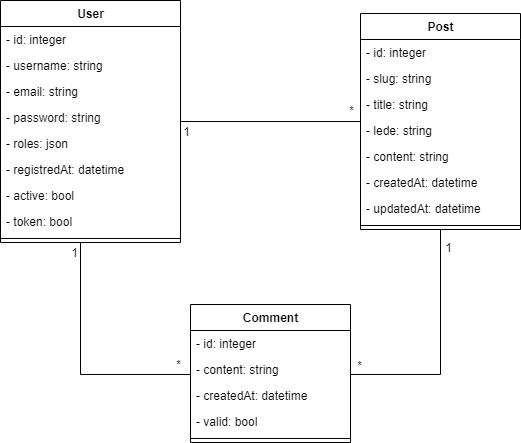 User
- id: integer
- username: string
- email: string
- password: string
- roles: json
- registredAt: datetime
- active: bool
- token: bool
Post
- id: integer
- slug: string
- title: string
- lede: string
- content: string
- createdAt: datetime
- updatedAt: datetime
1
*
1
1
*
*
Comment
- id: integer
- content: string
- createdAt: datetime
- valid: bool